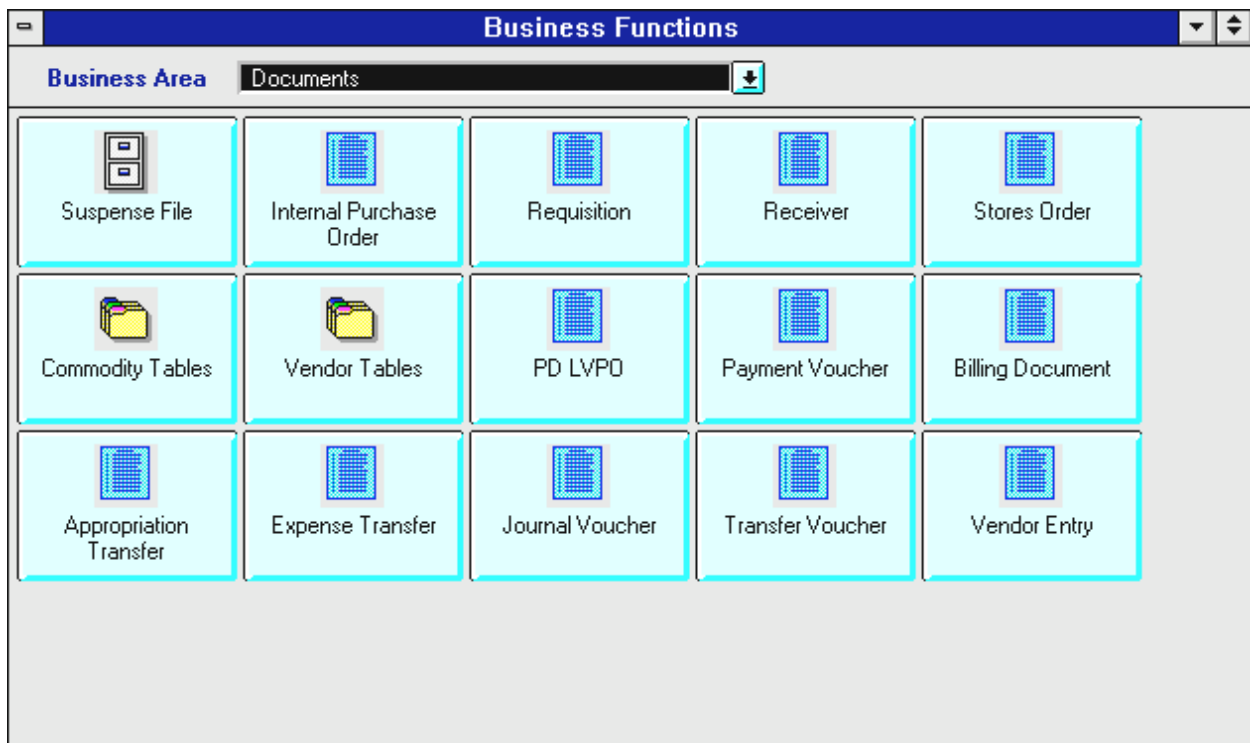 Business Functions
Business Area Documents
Suspense File
Internal Purchase
Order
Requisition
Receiver
Stores Order
Commodity Tables
Vendor Tables
PD LVPO
Payment Voucher
Billing Document
Appropriation
Transfer
Expense Transfer
Journal Voucher
Transfer Voucher
Vendor Entry